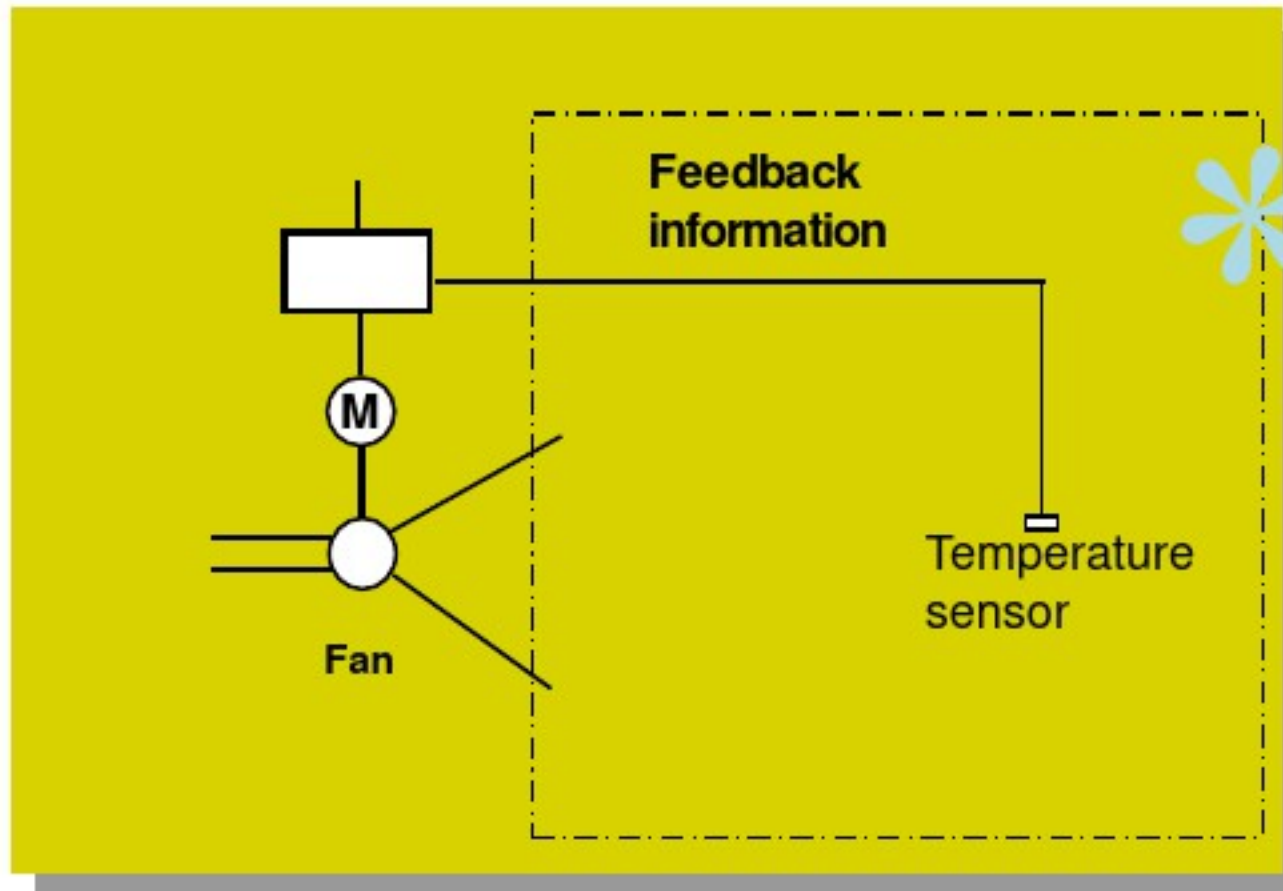 Feedback
information
M
Temperature
sensor
Fan